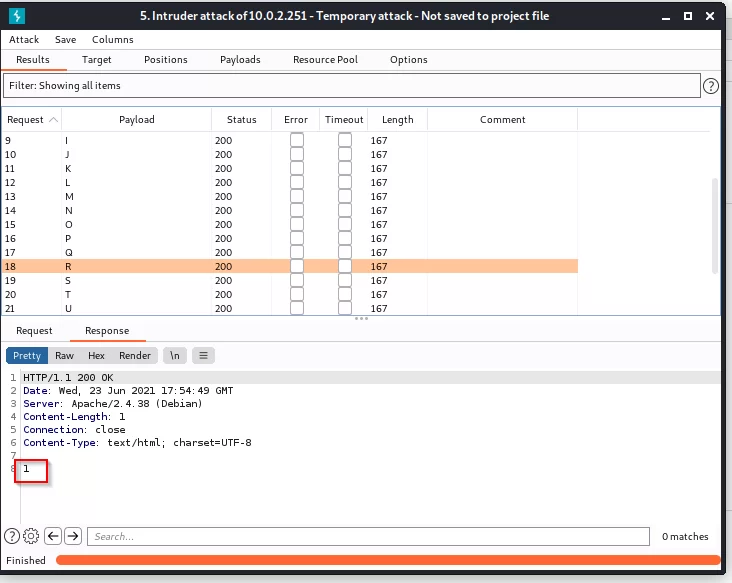 5. Intruder attack of 10.0.2.251 - Temporary attack - Not saved to project file
Attack Save Columns
Results Target Positions Payloads Resource Pool Options
Filter: Showing all items
?
Request Payload Status Error Timeout Length Comment
9 I 200 167
10 J 200 167
11 K 200 167
12 L 200 167
13 M 200 167
14 N 200 167
15 O 200 167
16 P 200 167
17 Q 200 167
18 R 200 167
19 S 200 167
20 T 200 167
21 U 200 167
Request Response
Pretty Raw Hex Render \n
1 HTTP/1.1 200 OK
2 Date: Wed, 23 Jun 2021 17:54:49 GMT
3 Server: Apache/2.4.38 (Debian)
4 Content-Length: 1
5 Connection: close
6 Content-Type: text/html; charset=UTF-8
7
8 1
? Search... 0 matches
Finished